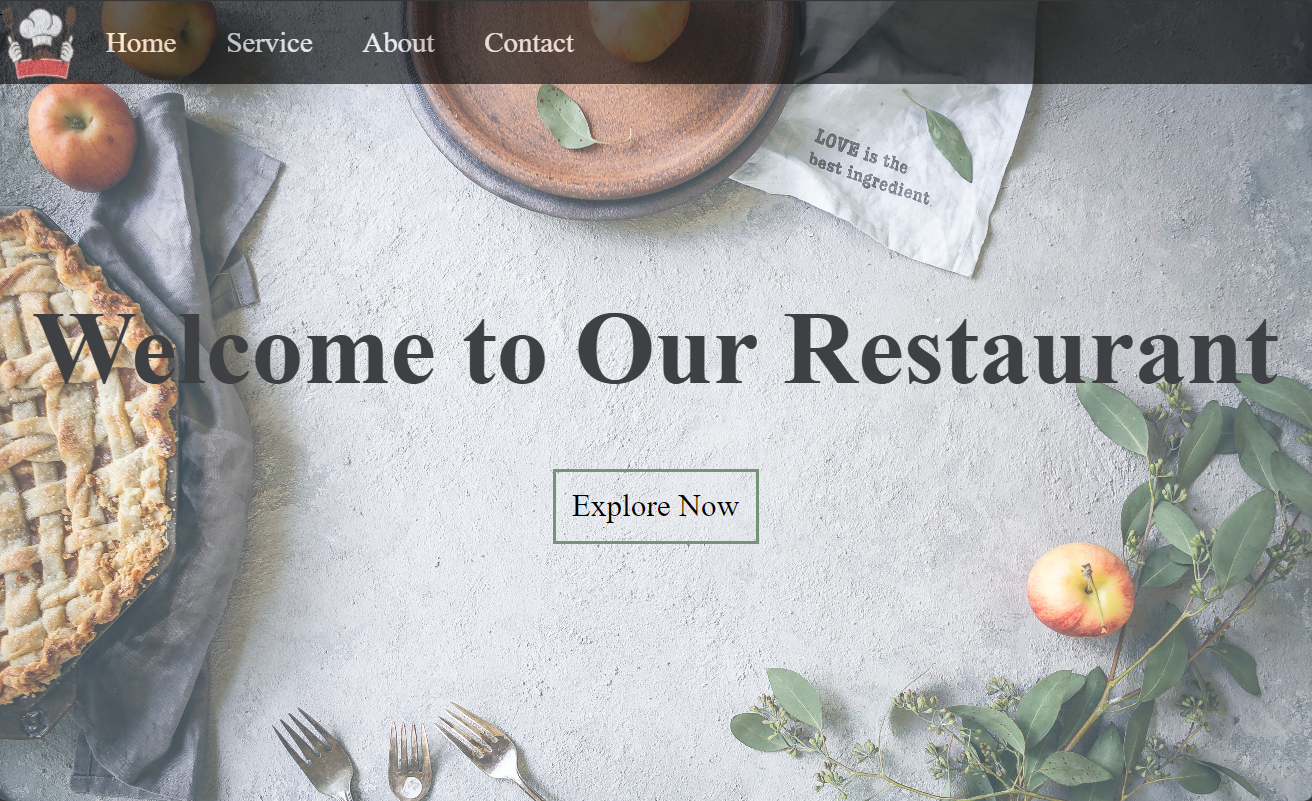 Home Service About Contact
LOVE is the
best ingredient
Welcome to Our Restaurant
Explore Now